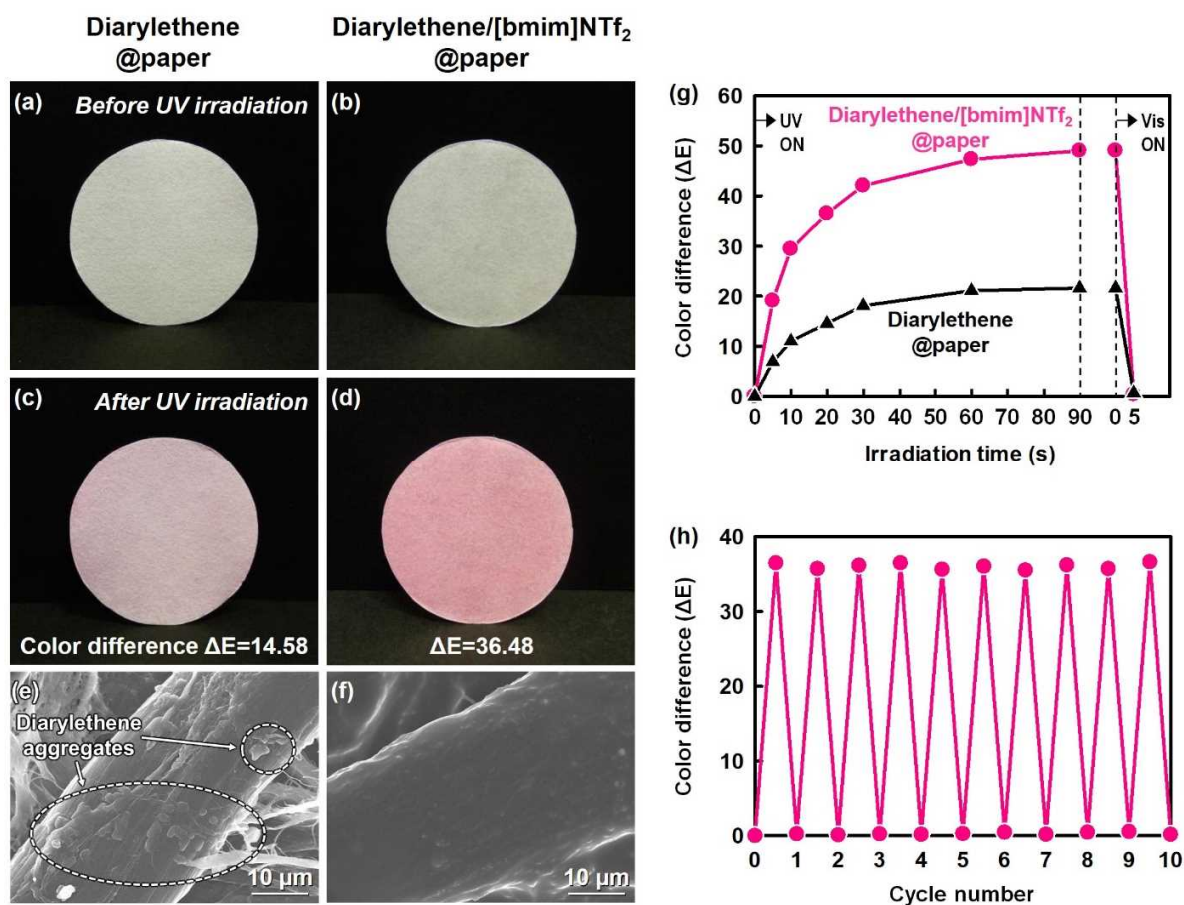 Diarylethene
@paper
Diarylethene/[bmim]NTf₂
@paper
(a) Before UV irradiation
(b)
(c) After UV irradiation
Color difference ΔE=14.58
(d)
ΔE=36.48
(e)
Diarylethene
aggregates
10 μm
(f)
10 μm
(g)
60
50
40
30
20
10
0
Color difference (ΔE)
UV
ON
Diarylethene/[bmim]NTf₂
@paper
Vis
ON
Diarylethene
@paper
0 10 20 30 40 50 60 70 80 90 0 5
Irradiation time (s)
(h)
40
30
20
10
0
Color difference (ΔE)
0 1 2 3 4 5 6 7 8 9 10
Cycle number